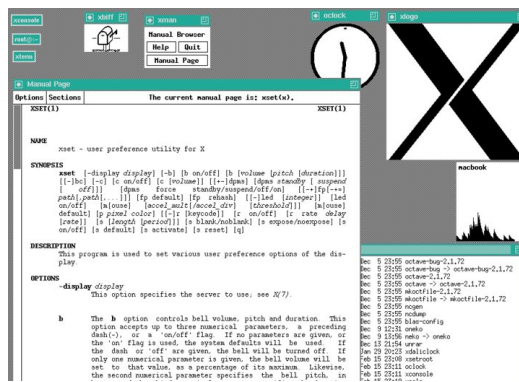 xconsole
root@:~
xterm
xbiff
xman
Manual Browser
Help Quit
Manual Page
oclock
xlogo
macbook
Manual Page
Options Sections The current manual page is: xset(x).
XSET(1) XSET(1)
NAME
xset - user preference utility for X
SYNOPSIS
xset [-display display] [-b] [b on/off] [b [volume [pitch [duration]]]
[[-]bc] [-c] [c on/off] [c [volume]] [[+-]dpms] [dpms standby [ suspend
[ off]]] [dpms force standby/suspend/off/on] [[-+]fp[-+=]
path[,path[,...]]] [fp default] [fp rehash] [[-]led [integer]] [led
on/off] [m[ouse] [accel_mult[/accel_div] [threshold]]] [m[ouse]
default] [p pixel color] [[-]r [keycode]] [r on/off] [r rate delay
[rate]] [s [length [period]]] [s blank/noblank] [s expose/noexpose] [s
on/off] [s default] [s activate] [s reset] [q]
DESCRIPTION
This program is used to set various user preference options of the dis-
play.
OPTIONS
-display display
This option specifies the server to use; see X(7).
b The b option controls bell volume, pitch and duration. This
option accepts up to three numerical parameters, a preceding
dash(-), or a 'on/off' flag. If no parameters are given, or
the 'on' flag is used, the system defaults will be used. If
the dash or 'off' are given, the bell will be turned off. If
only one numerical parameter is given, the bell volume will be
set to that value, as a percentage of its maximum. Likewise,
the second numerical parameter specifies the bell pitch, in
Dec 5 23:55 octave-bug-2.1.72
Dec 5 23:55 octave-bug -> octave-bug-2.1.72
Dec 5 23:55 octave-2.1.72
Dec 5 23:55 octave -> octave-2.1.72
Dec 5 23:55 mkoctfile-2.1.72
Dec 5 23:55 mkoctfile -> mkoctfile-2.1.72
Dec 5 23:55 ncgen
Dec 5 23:55 ncdump
Dec 5 23:55 blas-config
Dec 9 12:31 oneko
Dec 9 13:56 neko -> oneko
Dec 13 21:54 unrar
Jan 29 20:23 xdaliclock
Feb 15 23:08 xsetroot
Feb 15 23:11 oclock
Feb 15 23:11 xconsole